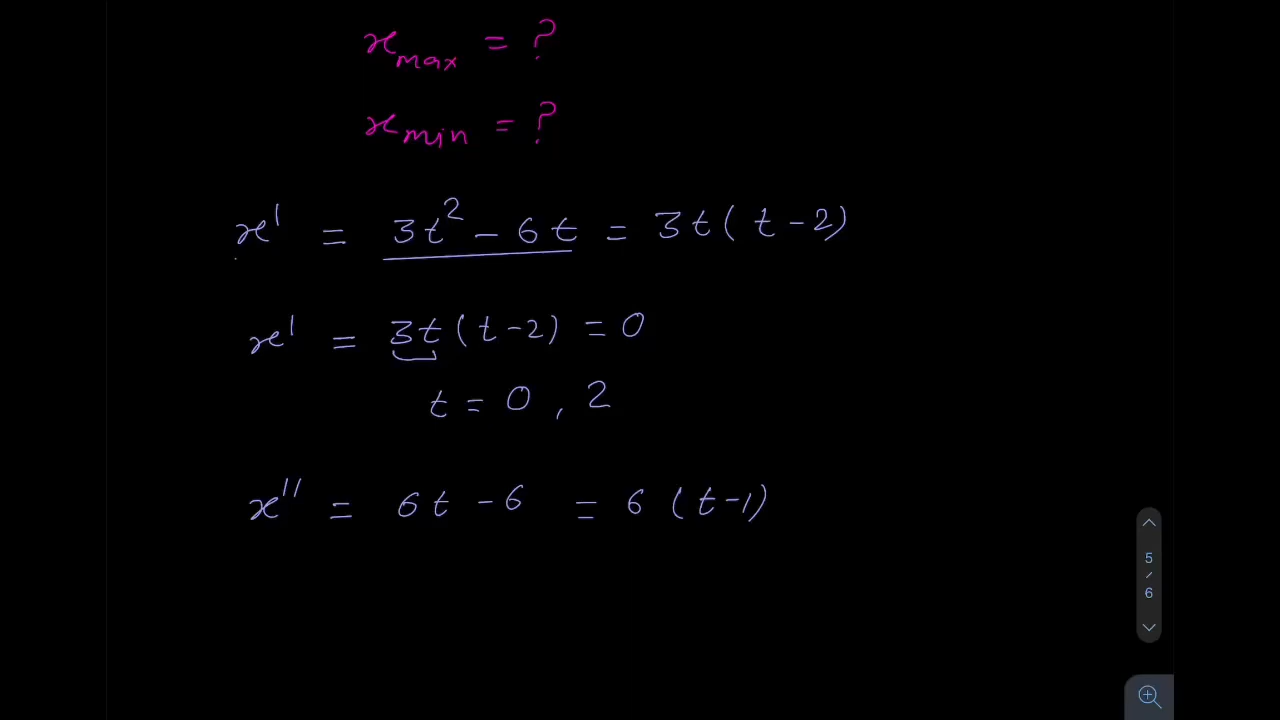 x_max = ?
x_min = ?
x' = 3t² - 6t = 3t(t-2)
x' = 3t(t-2) = 0
t = 0, 2
x'' = 6t - 6 = 6(t-1)
5
/
6